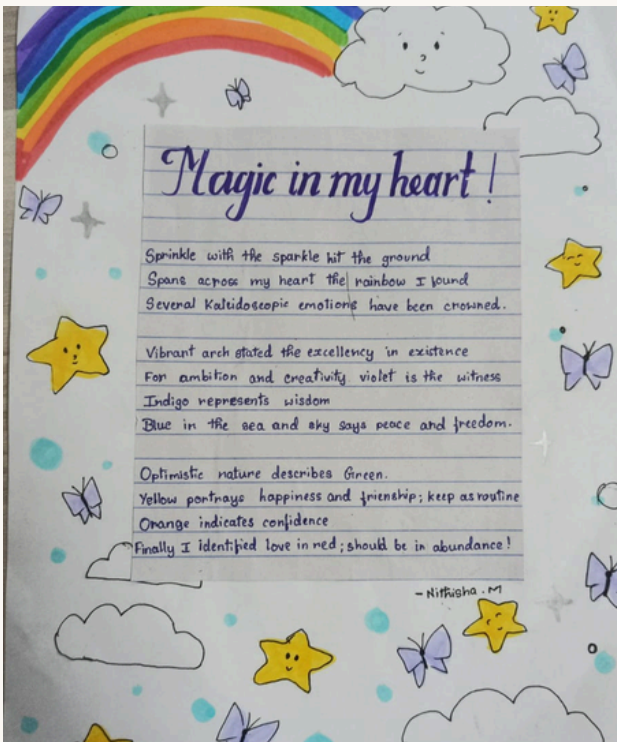 Magic in my heart!
Sprinkle with the sparkle hit the ground
Spans across my heart the rainbow I found
Several Kaleidoscopic emotions have been crowned.
Vibrant arch stated the excellency in existence
For ambition and creativity violet is the witness
Indigo represents wisdom
Blue in the sea and sky says peace and freedom.
Optimistic nature describes Green.
Yellow portrays happiness and frienship; keep as routine
Orange indicates confidence
Finally I identified love in red; should be in abundance!
- Nithisha. M